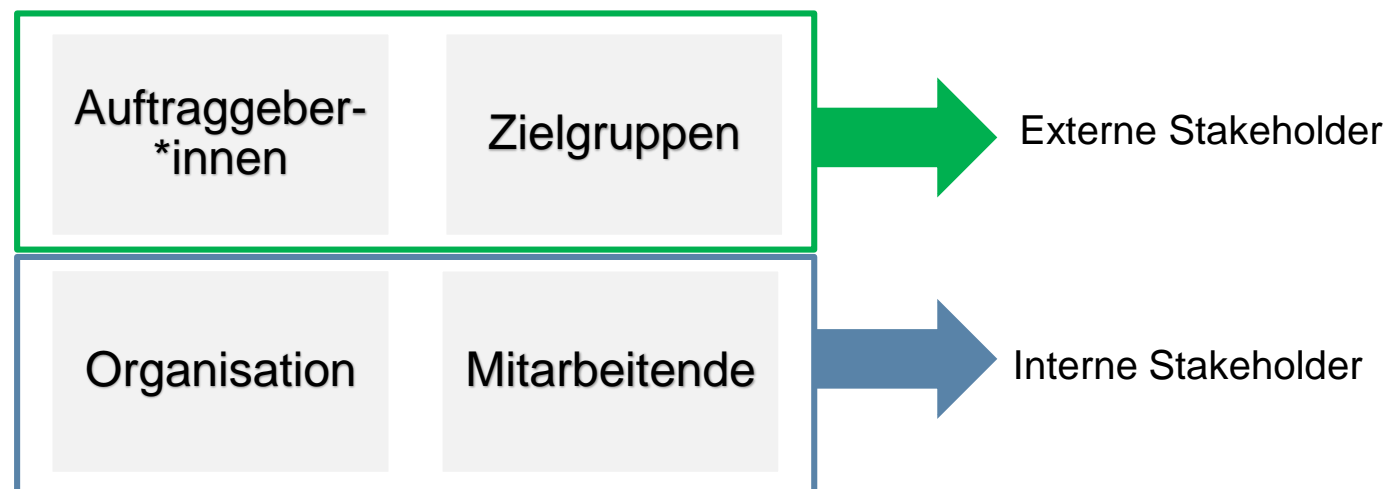 Auftraggeber-
*innen
Zielgruppen
Externe Stakeholder
Organisation
Mitarbeitende
Interne Stakeholder